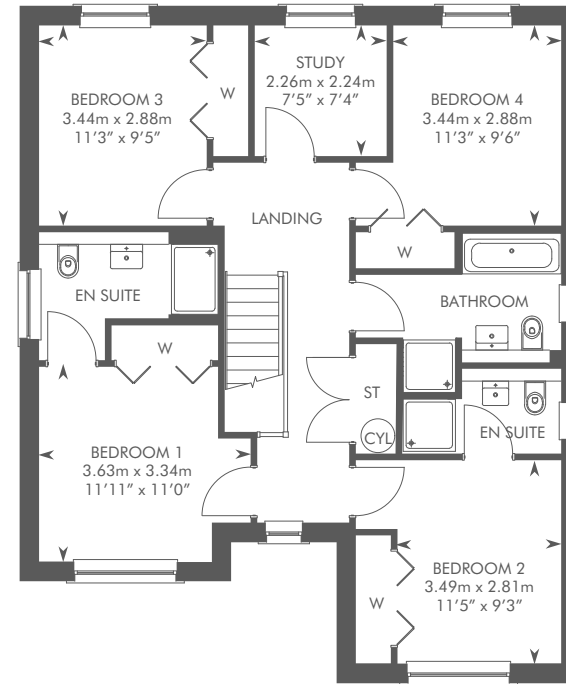 BEDROOM 3
3.44m x 2.88m
11’3” x 9’5”
W
STUDY
2.26m x 2.24m
7’5” x 7’4”
BEDROOM 4
3.44m x 2.88m
11’3” x 9’6”
LANDING
W
EN SUITE
BATHROOM
W
ST
CYL
EN SUITE
BEDROOM 1
3.63m x 3.34m
11’11” x 11’0”
BEDROOM 2
3.49m x 2.81m
11’5” x 9’3”
W